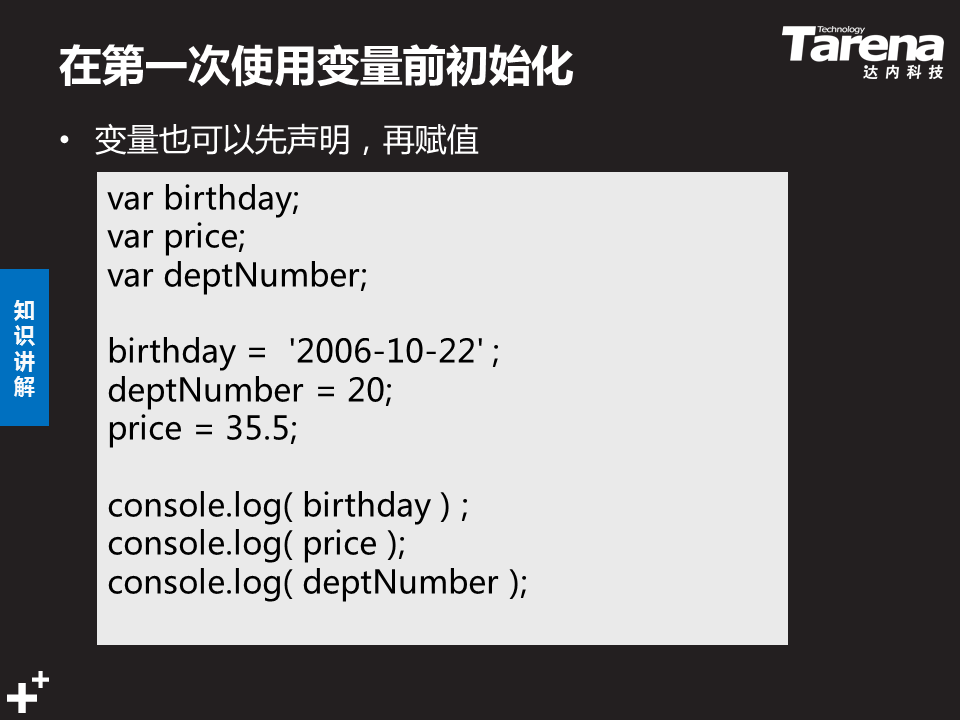 在第一次使用变量前初始化
Technology
Tarena
达内科技
• 变量也可以先声明，再赋值
var birthday;
var price;
var deptNumber;
birthday =  '2006-10-22' ;
deptNumber = 20;
price = 35.5;
console.log( birthday ) ;
console.log( price );
console.log( deptNumber );
知
识
讲
解